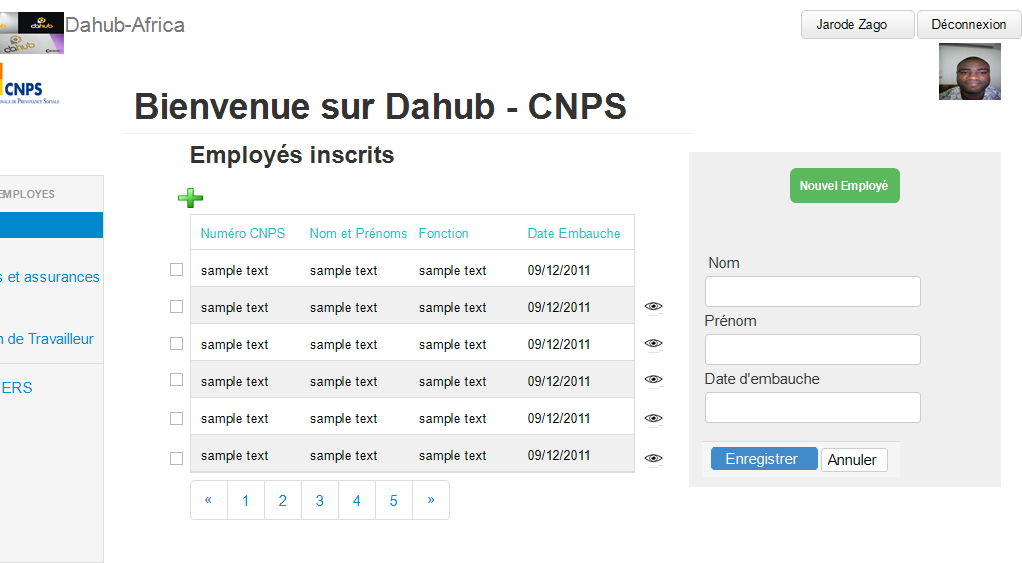 Dahub-Africa
Jarode Zago
Déconnexion
dahub
dahub
CNPS
NALE DE PREVOYANCE SOCIALE
Bienvenue sur Dahub - CNPS
EMPLOYES
s et assurances
n de Travailleur
ERS
Employés inscrits
Numéro CNPS Nom et Prénoms Fonction Date Embauche
sample text sample text sample text 09/12/2011
sample text sample text sample text 09/12/2011
sample text sample text sample text 09/12/2011
sample text sample text sample text 09/12/2011
sample text sample text sample text 09/12/2011
sample text sample text sample text 09/12/2011
« 1 2 3 4 5 »
Nouvel Employé
Nom
Prénom
Date d'embauche
Enregistrer Annuler